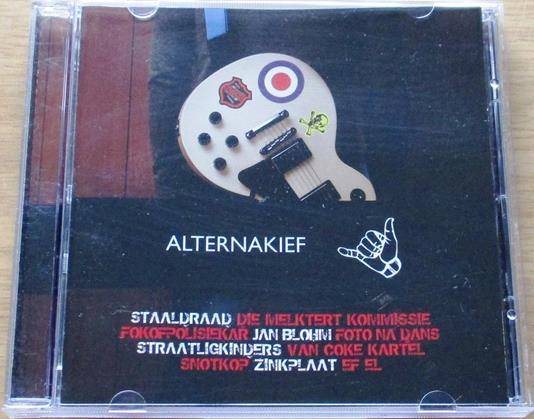 ALTERNAKIEF
STAALDRAAD DIE MELKTERT KOMMISSIE
FOKOFPOLISIEKAR JAN BLOHM FOTO NA DANS
STRAATLIGKINDERS VAN COKE KARTEL
SNOTKOP ZINKPLAAT EF EL